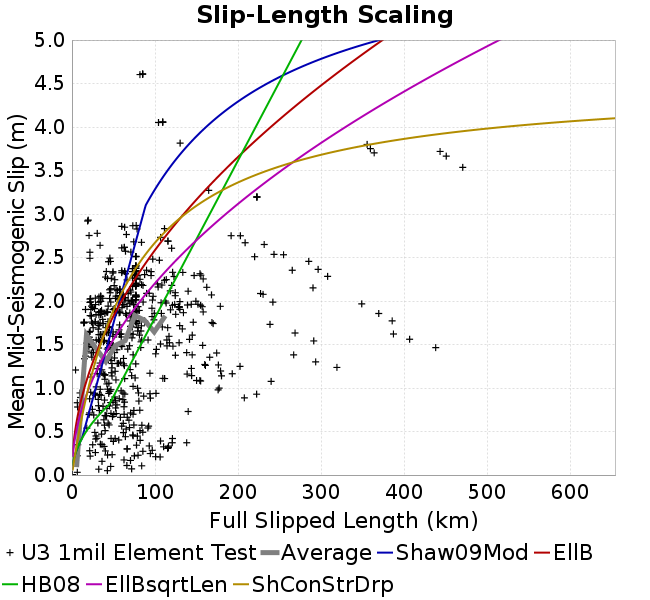 Slip-Length Scaling
Mean Mid-Seismogenic Slip (m)
5.0
4.5
4.0
3.5
3.0
2.5
2.0
1.5
1.0
0.5
0.0
0 100 200 300 400 500 600
Full Slipped Length (km)
U3 1mil Element Test Average Shaw09Mod EllB
HB08 EllBsqrtLen ShConStrDrp